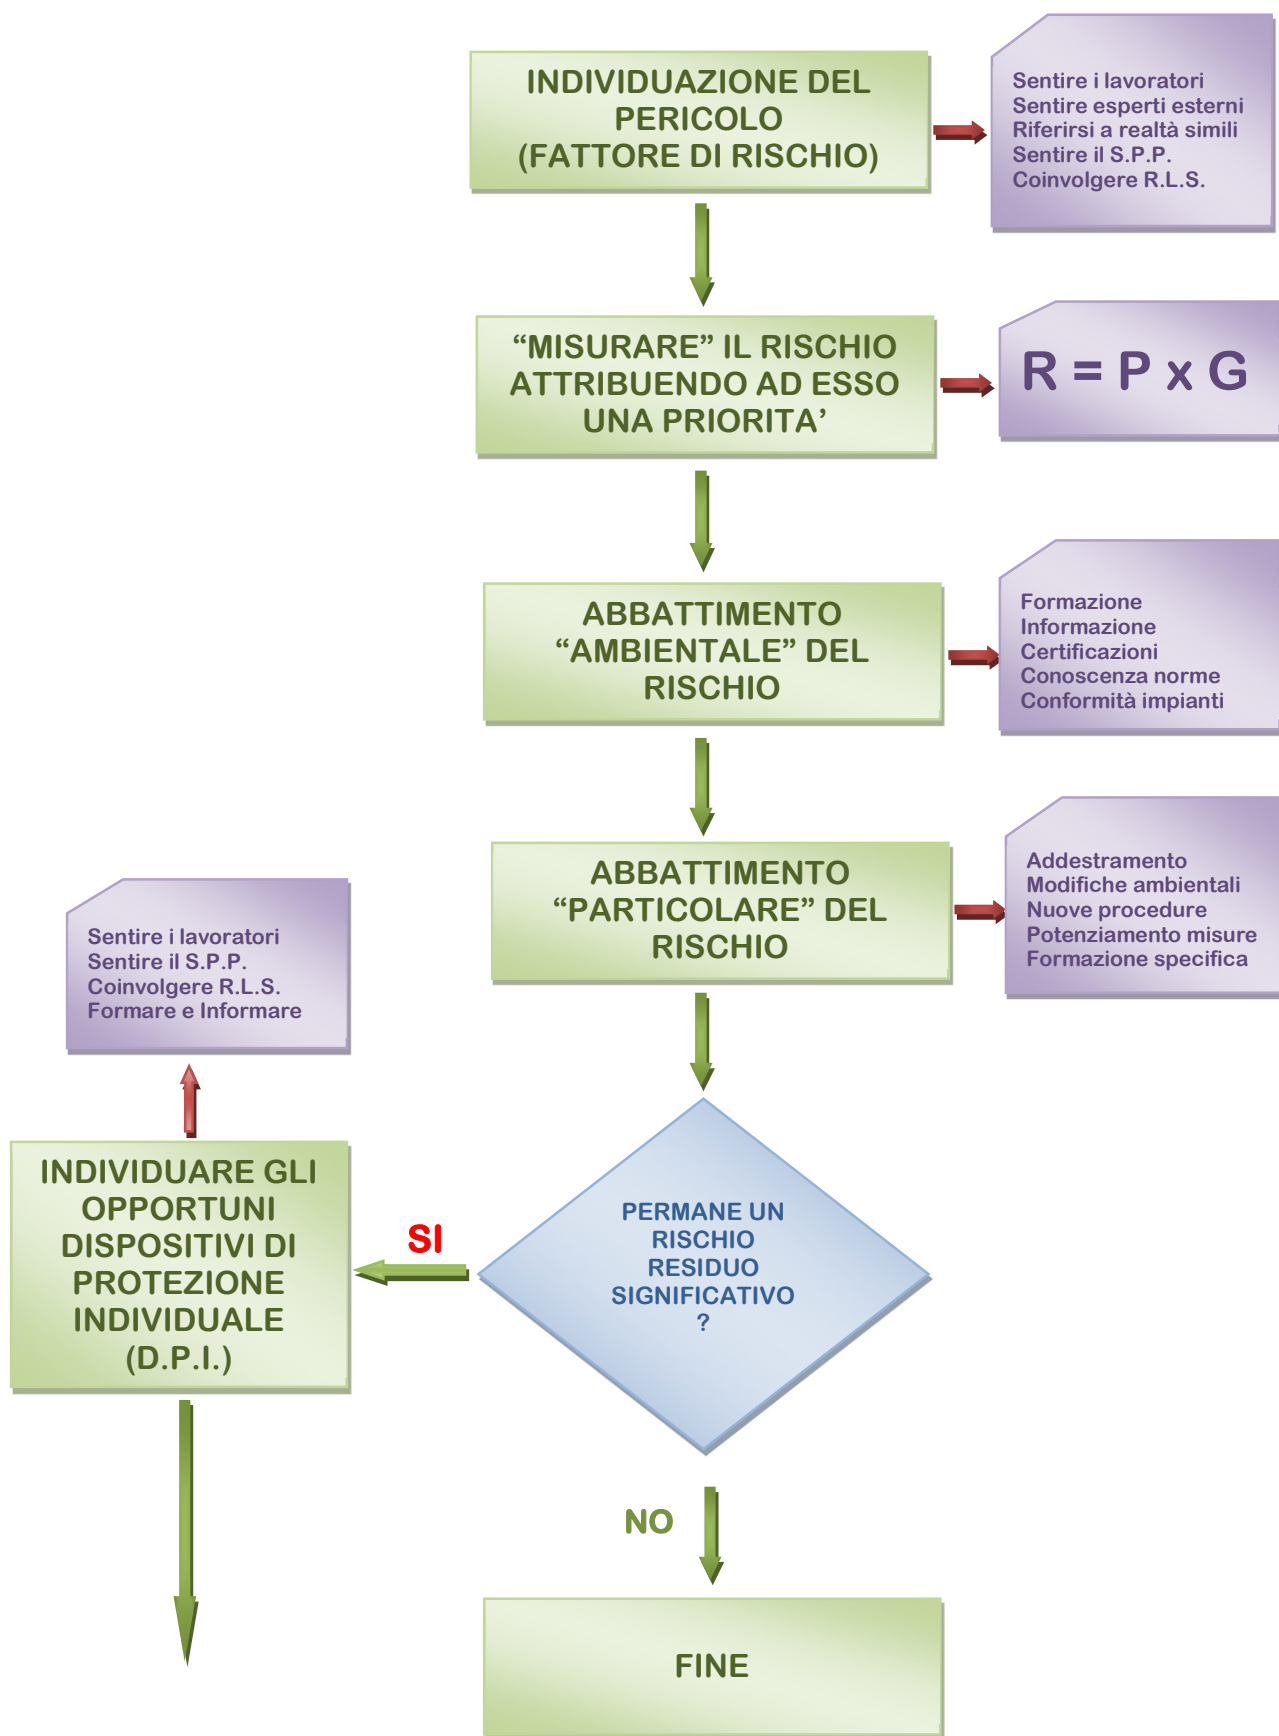 INDIVIDUAZIONE DEL
PERICOLO
(FATTORE DI RISCHIO)
Sentire i lavoratori
Sentire esperti esterni
Riferirsi a realtà simili
Sentire il S.P.P.
Coinvolgere R.L.S.
“MISURARE” IL RISCHIO
ATTRIBUENDO AD ESSO
UNA PRIORITA’
R = P x G
ABBATTIMENTO
“AMBIENTALE” DEL
RISCHIO
Formazione
Informazione
Certificazioni
Conoscenza norme
Conformità impianti
ABBATTIMENTO
“PARTICOLARE” DEL
RISCHIO
Addestramento
Modifiche ambientali
Nuove procedure
Potenziamento misure
Formazione specifica
Sentire i lavoratori
Sentire il S.P.P.
Coinvolgere R.L.S.
Formare e Informare
INDIVIDUARE GLI
OPPORTUNI
DISPOSITIVI DI
PROTEZIONE
INDIVIDUALE
(D.P.I.)
SI
PERMANE UN
RISCHIO
RESIDUO
SIGNIFICATIVO
?
NO
FINE